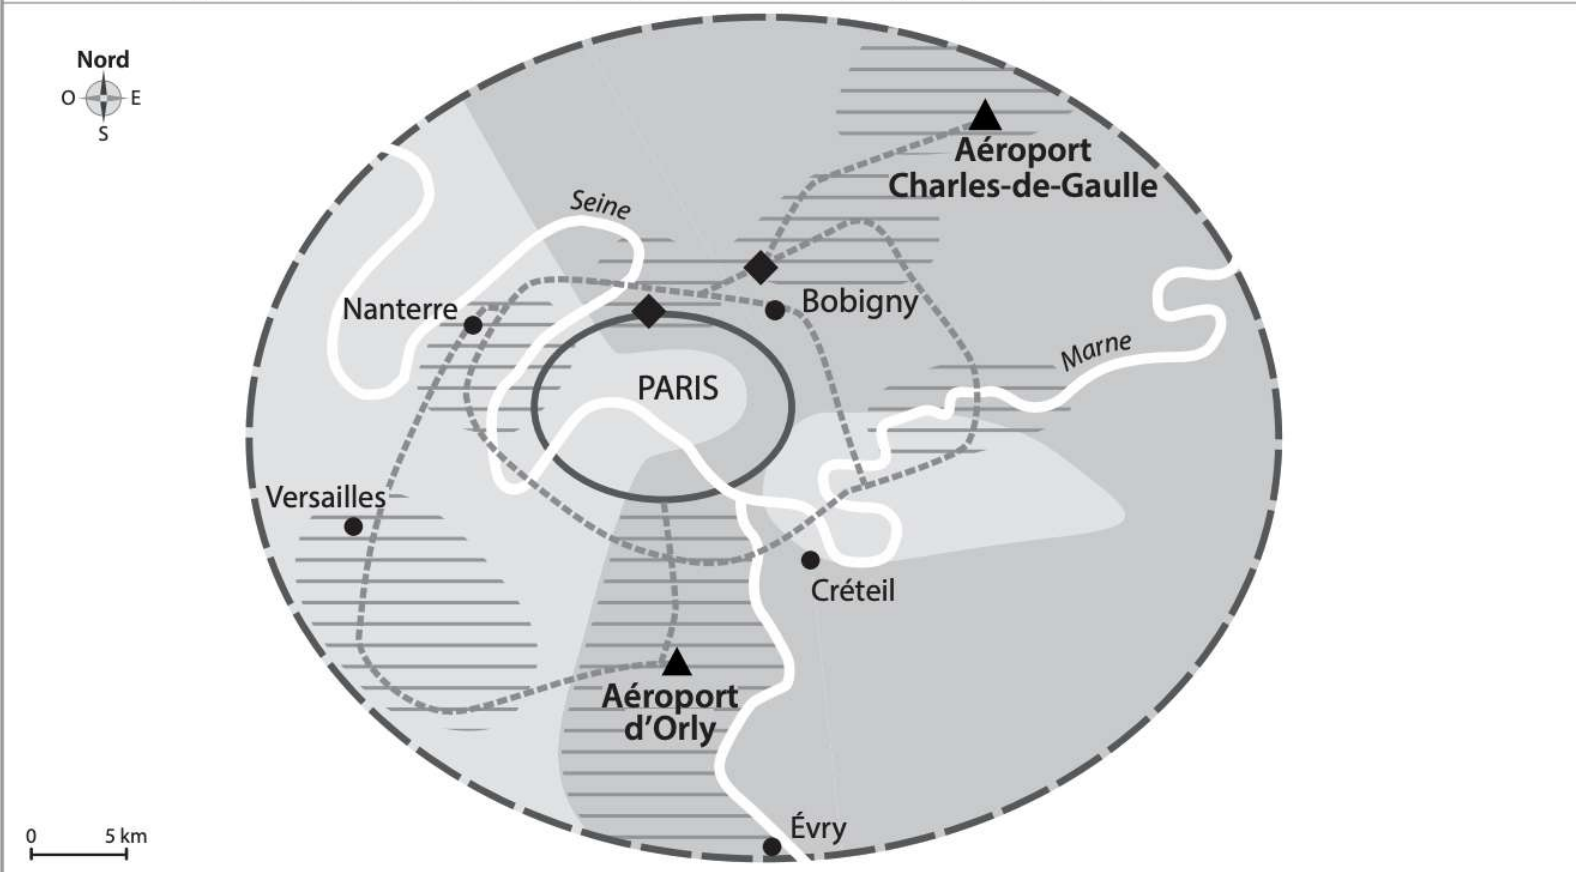 Nord
O E
S
Seine
Aéroport
Charles-de-Gaulle
Nanterre
Bobigny
Marne
PARIS
Versailles
Créteil
Aéroport
d'Orly
Évry
0 5 km